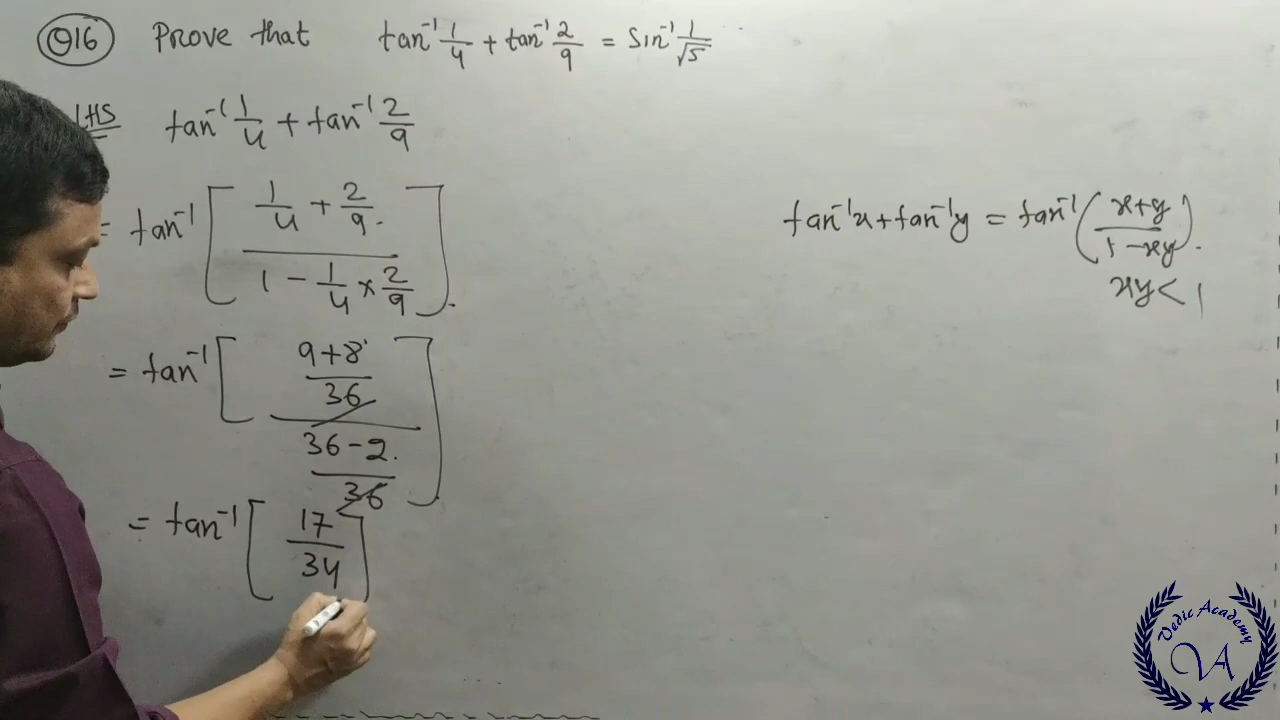 Q16 Prove that tan⁻¹ 1/4 + tan⁻¹ 2/9 = Sin⁻¹ 1/√5
LHS tan⁻¹ 1/4 + tan⁻¹ 2/9
= tan⁻¹ [ (1/4 + 2/9) / (1 - 1/4 × 2/9) ].
tan⁻¹x + tan⁻¹y = tan⁻¹ ( (x+y) / (1-xy) ).
xy < 1
= tan⁻¹ [ ((9+8)/36) / ((36-2)/36) ]
= tan⁻¹ [ 17/34 ]
Vedic Academy
VA